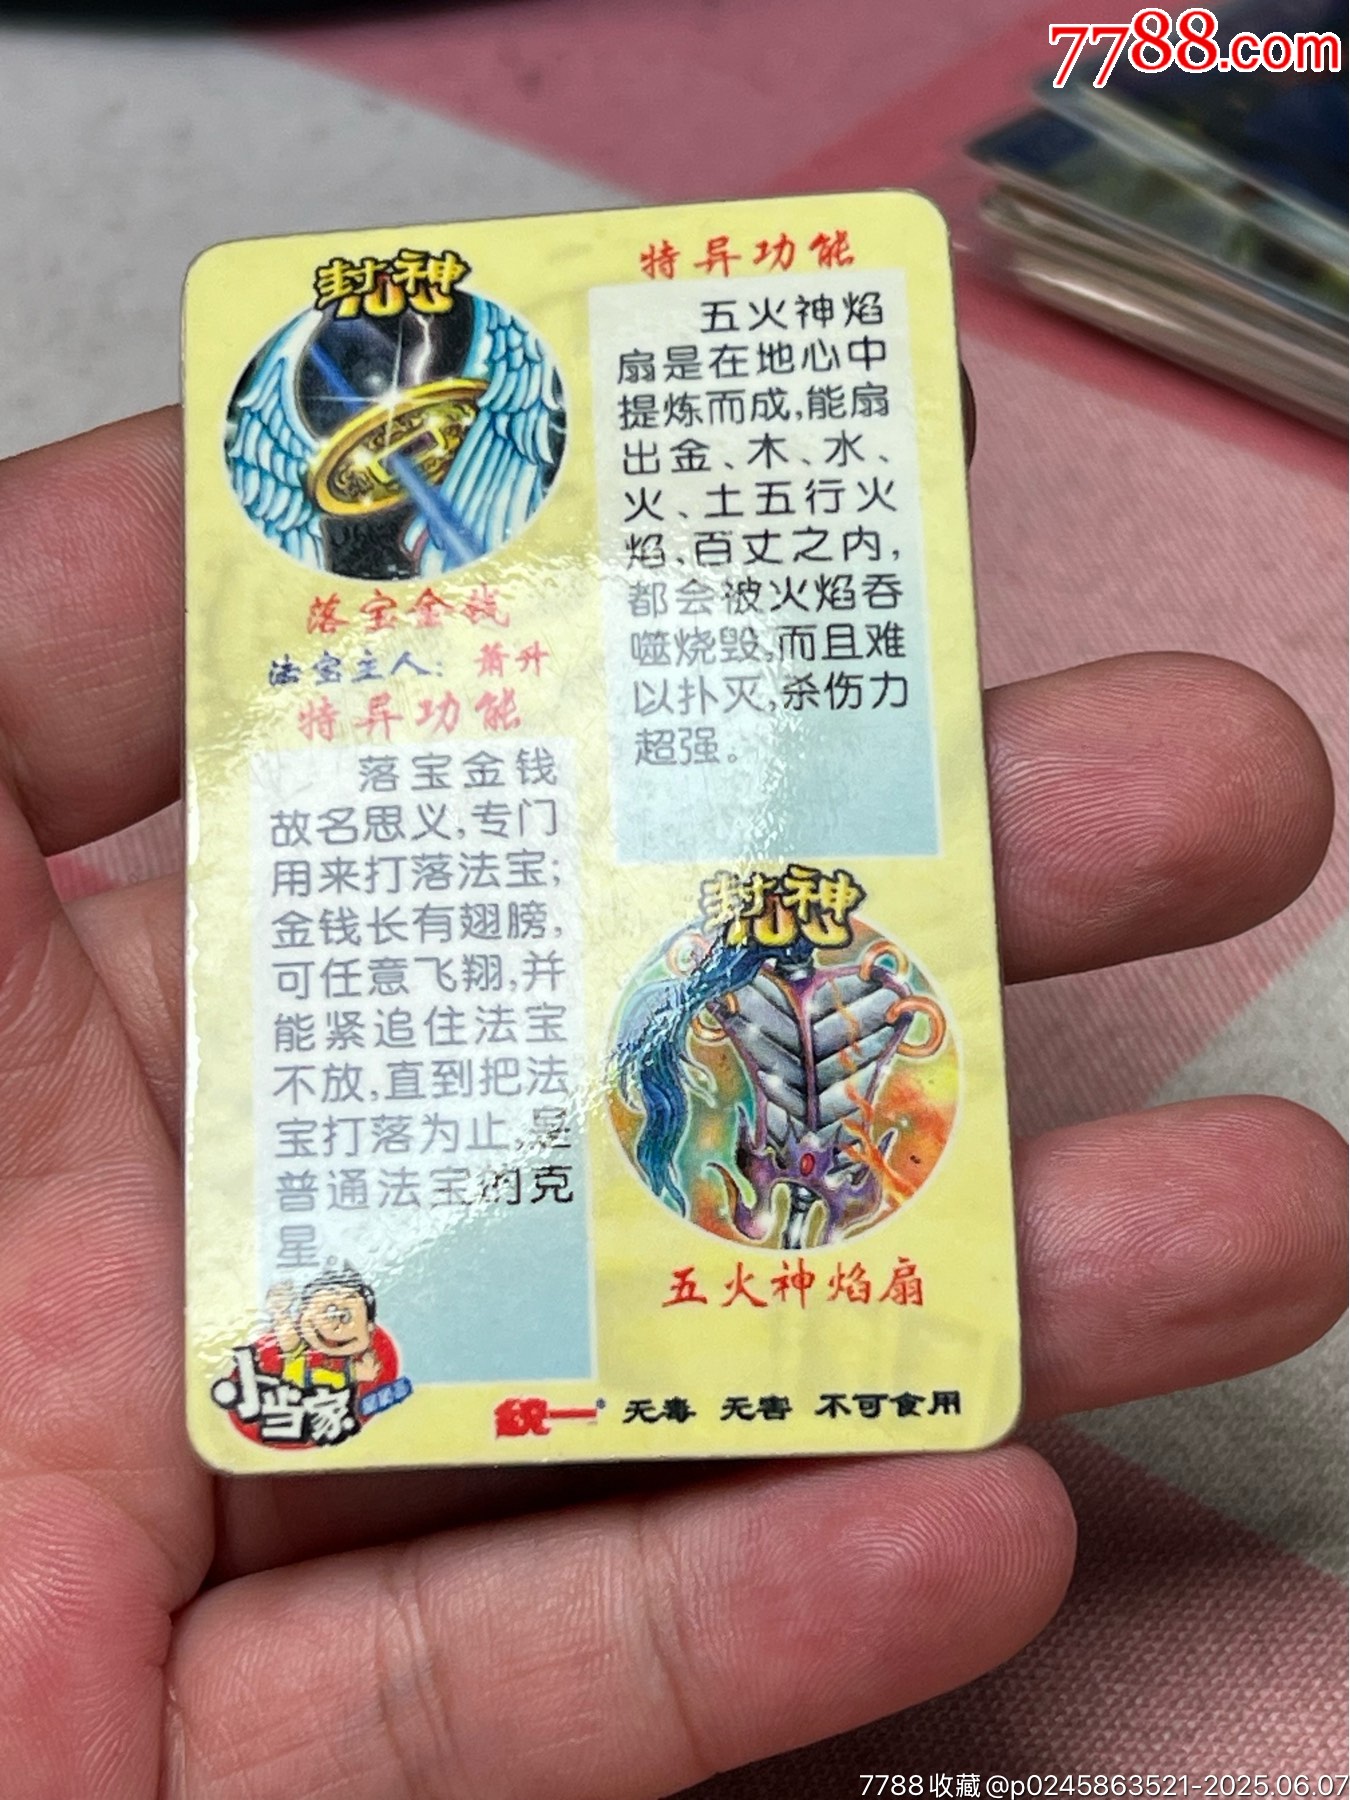 7788.com
封神
100
落宝金钱
法宝主人：萧升
特异功能
落宝金钱
故名思义,专门
用来打落法宝;
金钱长有翅膀,
可任意飞翔,并
能紧追住法宝
不放,直到把法
宝打落为止,是
普通法宝的克
星。
小当家
特异功能
五火神焰
扇是在地心中
提炼而成,能扇
出金、木、水、
火、土五行火
焰,百丈之内,
都会被火焰吞
噬烧毁,而且难
以扑灭,杀伤力
超强。
封神
100
五火神焰扇
统一® 无毒 无害 不可食用
7788收藏@p0245863521-2025.06.07